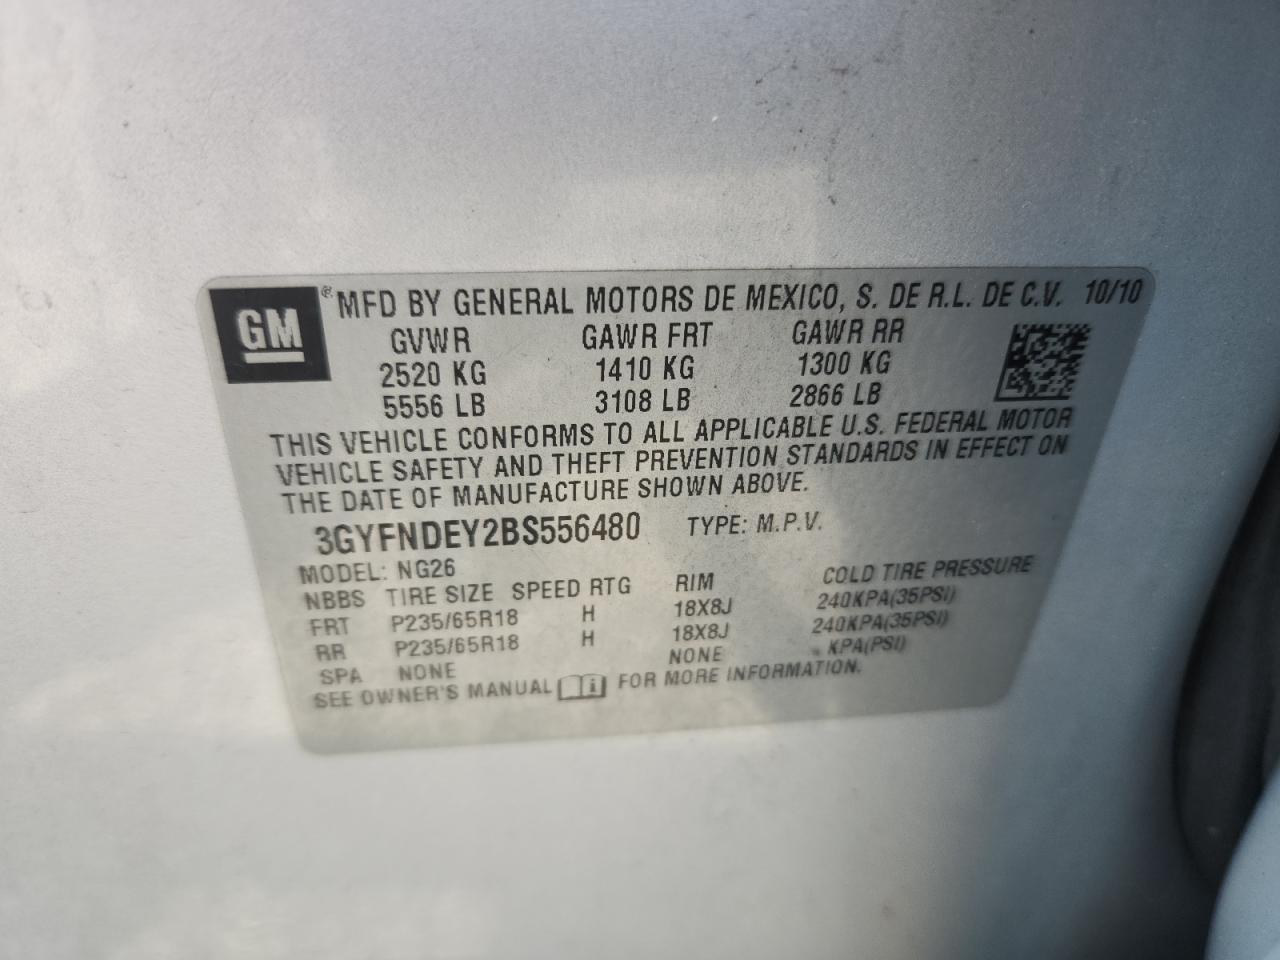 GM ® MFD BY GENERAL MOTORS DE MEXICO, S. DE R.L. DE C.V. 10/10
GVWR GAWR FRT GAWR RR
2520 KG 1410 KG 1300 KG
5556 LB 3108 LB 2866 LB
THIS VEHICLE CONFORMS TO ALL APPLICABLE U.S. FEDERAL MOTOR
VEHICLE SAFETY AND THEFT PREVENTION STANDARDS IN EFFECT ON
THE DATE OF MANUFACTURE SHOWN ABOVE.
3GYFNDEY2BS556480 TYPE: M.P.V.
MODEL: NG26
NBBS TIRE SIZE SPEED RTG RIM COLD TIRE PRESSURE
FRT P235/65R18 H 18X8J 240KPA(35PSI)
RR P235/65R18 H 18X8J 240KPA(35PSI)
SPA NONE NONE - KPA(PSI)
SEE OWNER'S MANUAL FOR MORE INFORMATION.